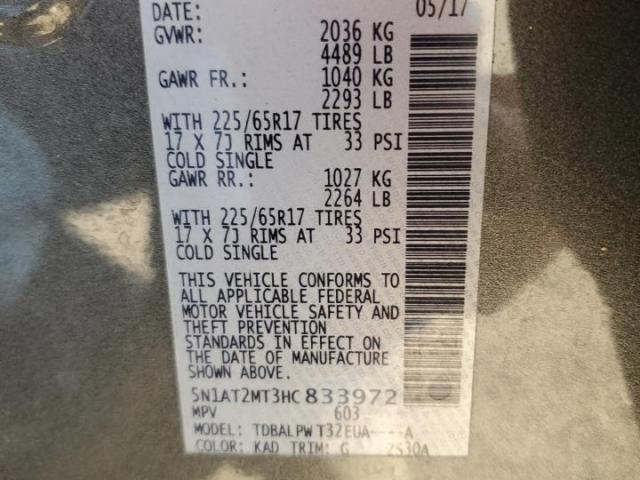 DATE: 05/17
GVWR: 2036 KG
4489 LB
GAWR FR.: 1040 KG
2293 LB
WITH 225/65R17 TIRES
17 X 7J RIMS AT 33 PSI
COLD SINGLE
GAWR RR.: 1027 KG
2264 LB
WITH 225/65R17 TIRES
17 X 7J RIMS AT 33 PSI
COLD SINGLE
THIS VEHICLE CONFORMS TO
ALL APPLICABLE FEDERAL
MOTOR VEHICLE SAFETY AND
THEFT PREVENTION
STANDARDS IN EFFECT ON
THE DATE OF MANUFACTURE
SHOWN ABOVE.
5N1AT2MT3HC833972
MPV 603
MODEL: TDBALPW T32EUA----A
COLOR: KAD TRIM: G 2S30A